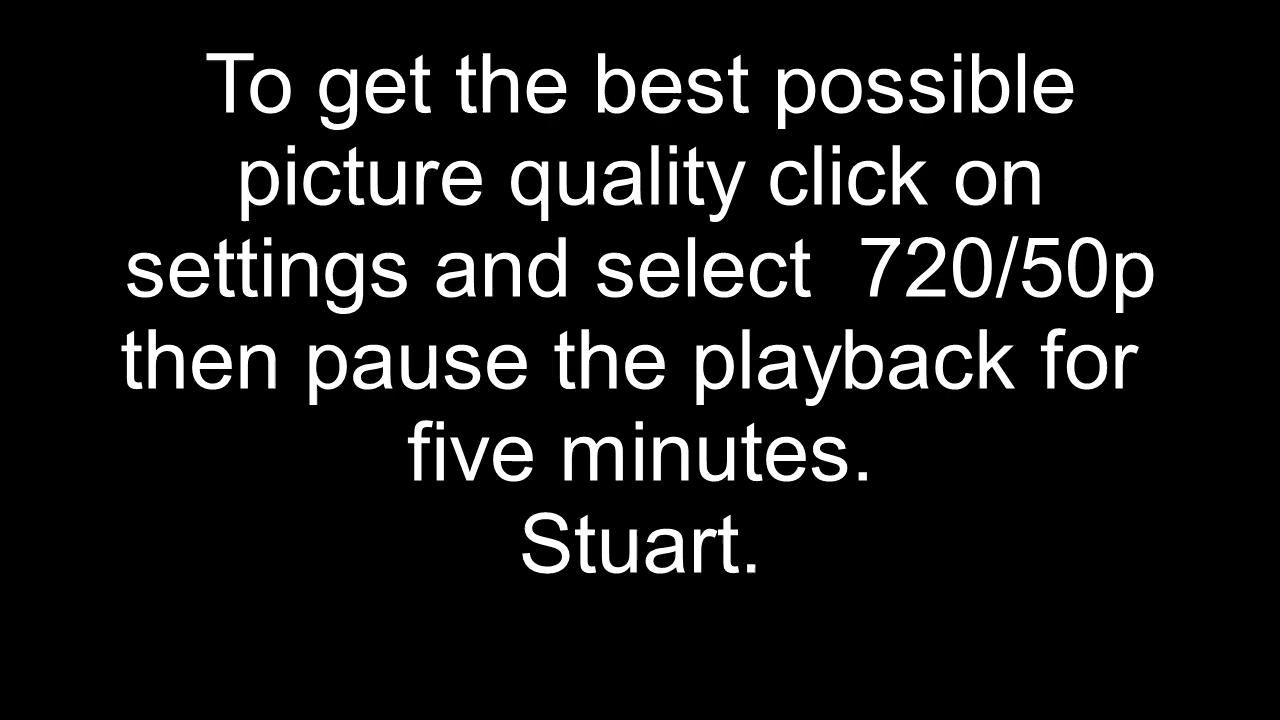 To get the best possible
picture quality click on
settings and select  720/50p
then pause the playback for
five minutes.
Stuart.